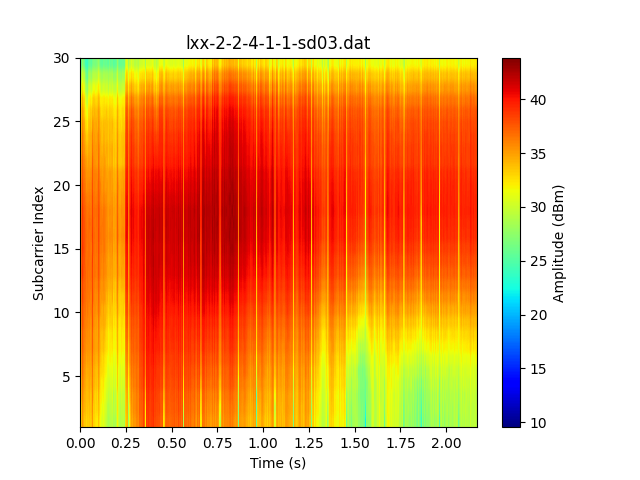 lxx-2-2-4-1-1-sd03.dat
30
25
20
15
10
5
Subcarrier Index
0.00 0.25 0.50 0.75 1.00 1.25 1.50 1.75 2.00
Time (s)
40
35
30
25
20
15
10
Amplitude (dBm)